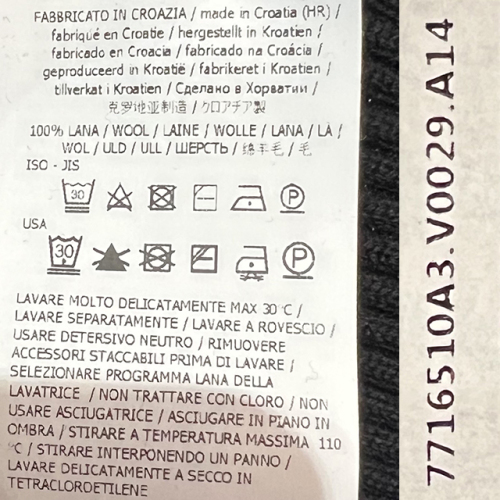 FABBRICATO IN CROAZIA / made in Croatia (HR) /
fabriqué en Croatie / hergestellt in Kroatien /
fabricado en Croacia / fabricado na Croácia /
geproduceerd in Kroatië / fabrikeret i Kroatien /
tillverkat i Kroatien / Сделано в Хорватии /
克罗地亚制造 / クロアチア製
100% LANA / WOOL / LAINE / WOLLE / LANA / LÃ /
WOL / ULD / ULL / ШЕРСТЬ / 绵羊毛 / 毛
ISO - JIS
30 P
USA
30 P
LAVARE MOLTO DELICATAMENTE MAX 30°C /
LAVARE SEPARATAMENTE / LAVARE A ROVESCIO /
USARE DETERSIVO NEUTRO / RIMUOVERE
ACCESSORI STACCABILI PRIMA DI LAVARE /
SELEZIONARE PROGRAMMA LANA DELLA
LAVATRICE / NON TRATTARE CON CLORO / NON
USARE ASCIUGATRICE / ASCIUGARE IN PIANO IN
OMBRA / STIRARE A TEMPERATURA MASSIMA 110
°C / STIRARE INTERPONENDO UN PANNO /
LAVARE DELICATAMENTE A SECCO IN
TETRACLOROETILENE
7716510A3.V0029.A14